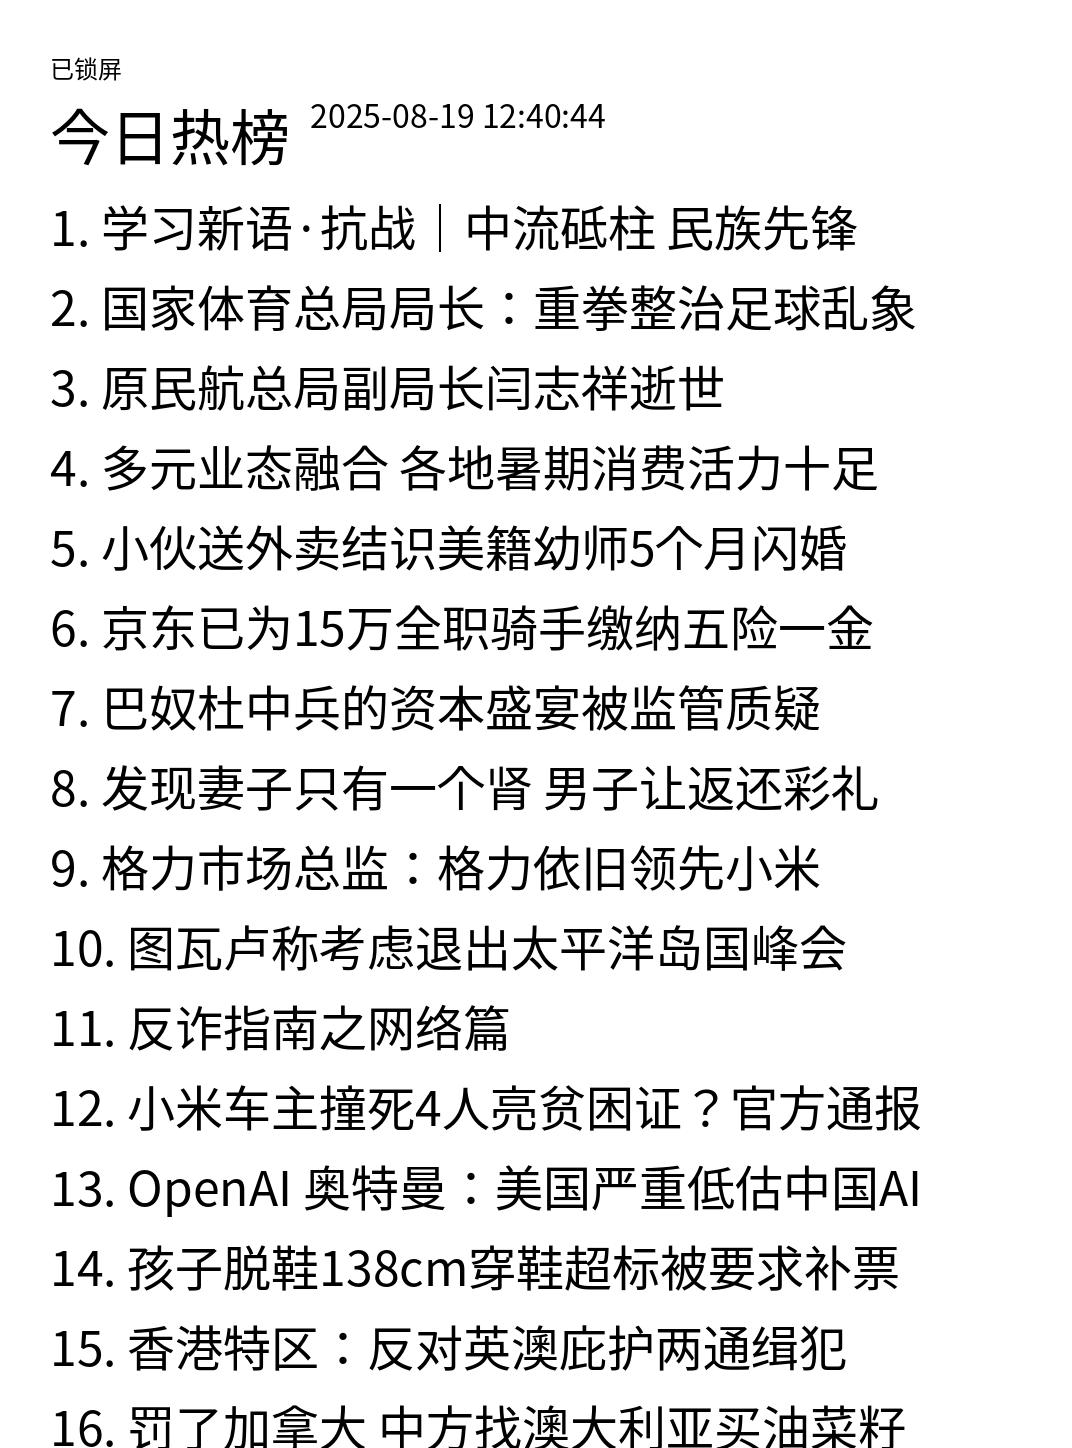 已锁屏
今日热榜 2025-08-19 12:40:44
1. 学习新语·抗战｜中流砥柱 民族先锋
2. 国家体育总局局长：重拳整治足球乱象
3. 原民航总局副局长闫志祥逝世
4. 多元业态融合 各地暑期消费活力十足
5. 小伙送外卖结识美籍幼师5个月闪婚
6. 京东已为15万全职骑手缴纳五险一金
7. 巴奴杜中兵的资本盛宴被监管质疑
8. 发现妻子只有一个肾 男子让返还彩礼
9. 格力市场总监：格力依旧领先小米
10. 图瓦卢称考虑退出太平洋岛国峰会
11. 反诈指南之网络篇
12. 小米车主撞死4人亮贫困证？官方通报
13. OpenAI 奥特曼：美国严重低估中国AI
14. 孩子脱鞋138cm穿鞋超标被要求补票
15. 香港特区：反对英澳庇护两通缉犯
16. 罚了加拿大 中方找澳大利亚买油菜籽